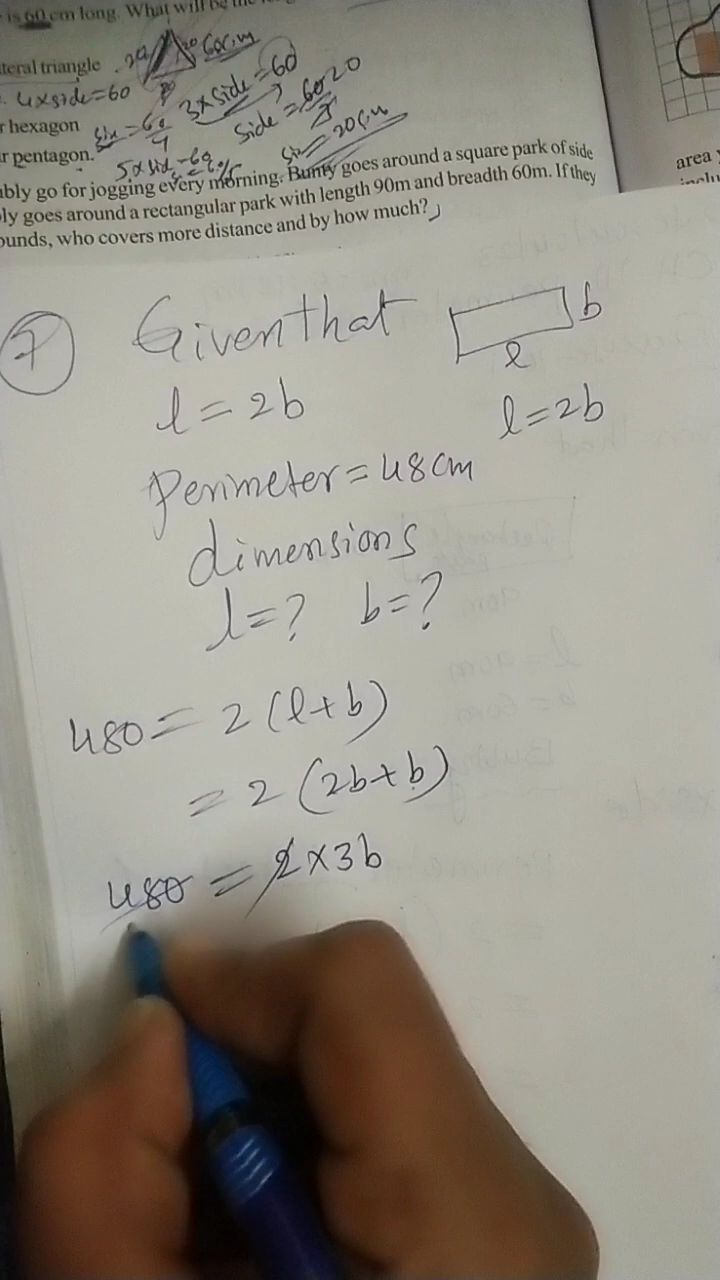 is 60 cm long. What will be the
teral triangle
60cm
4 x side = 60
3 x side = 60
r hexagon
side = 60 20
r pentagon.
5 x sid
20cm
ably go for jogging every morning. Bunty goes around a square park of side
ly goes around a rectangular park with length 90m and breadth 60m. If they
ounds, who covers more distance and by how much?
area
7
Given that
b
l
l = 2b
l = 2b
Perimeter = 48cm
dimensions
l = ? b = ?
480 = 2 (l+b)
= 2 (2b+b)
480 = 2 x 3b